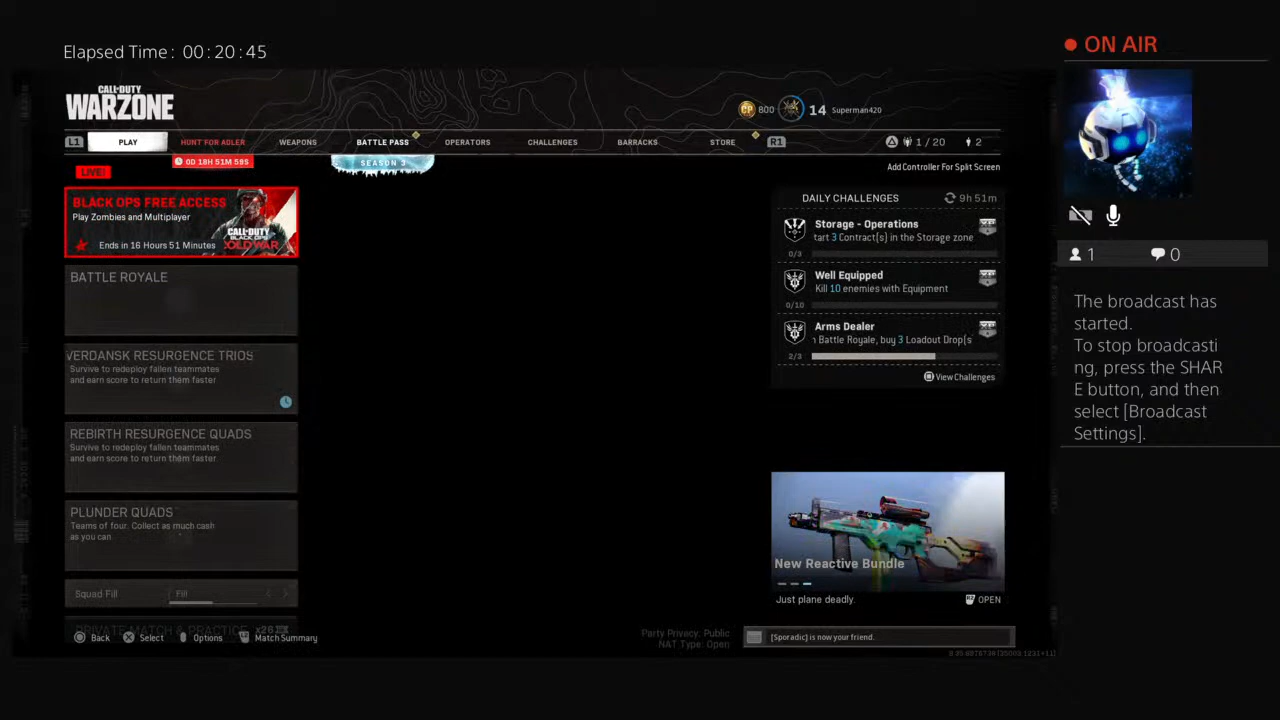 Elapsed Time: 00:20:45
ON AIR
CALL OF DUTY
WARZONE
CP 800
14 Superman420
L1
PLAY
HUNT FOR ADLER
WEAPONS
BATTLE PASS
OPERATORS
CHALLENGES
BARRACKS
STORE
R1
1 / 20
2
0D 18H 51M 59S
SEASON 3
Add Controller For Split Screen
LIVE!
BLACK OPS FREE ACCESS
Play Zombies and Multiplayer
CALL OF DUTY
BLACK OPS
COLD WAR
Ends in 16 Hours 51 Minutes
BATTLE ROYALE
VERDANSK RESURGENCE TRIOS
Survive to redeploy fallen teammates
and earn score to return them faster.
REBIRTH RESURGENCE QUADS
Survive to redeploy fallen teammates
and earn score to return them faster.
PLUNDER QUADS
Teams of four. Collect as much cash
as you can.
Squad Fill
Fill
PRIVATE MATCH & PRACTICE
Back
Select
Options
Match Summary
DAILY CHALLENGES
9h 51m
Storage - Operations
tart 3 Contract(s) in the Storage zone
0/3
Well Equipped
Kill 10 enemies with Equipment
0/10
Arms Dealer
n Battle Royale, buy 3 Loadout Drop(s
2/3
View Challenges
New Reactive Bundle
Just plane deadly.
OPEN
Party Privacy: Public
NAT Type: Open
[Sporadic] is now your friend.
1
0
The broadcast has
started.
To stop broadcasti
ng, press the SHAR
E button, and then
select [Broadcast
Settings].